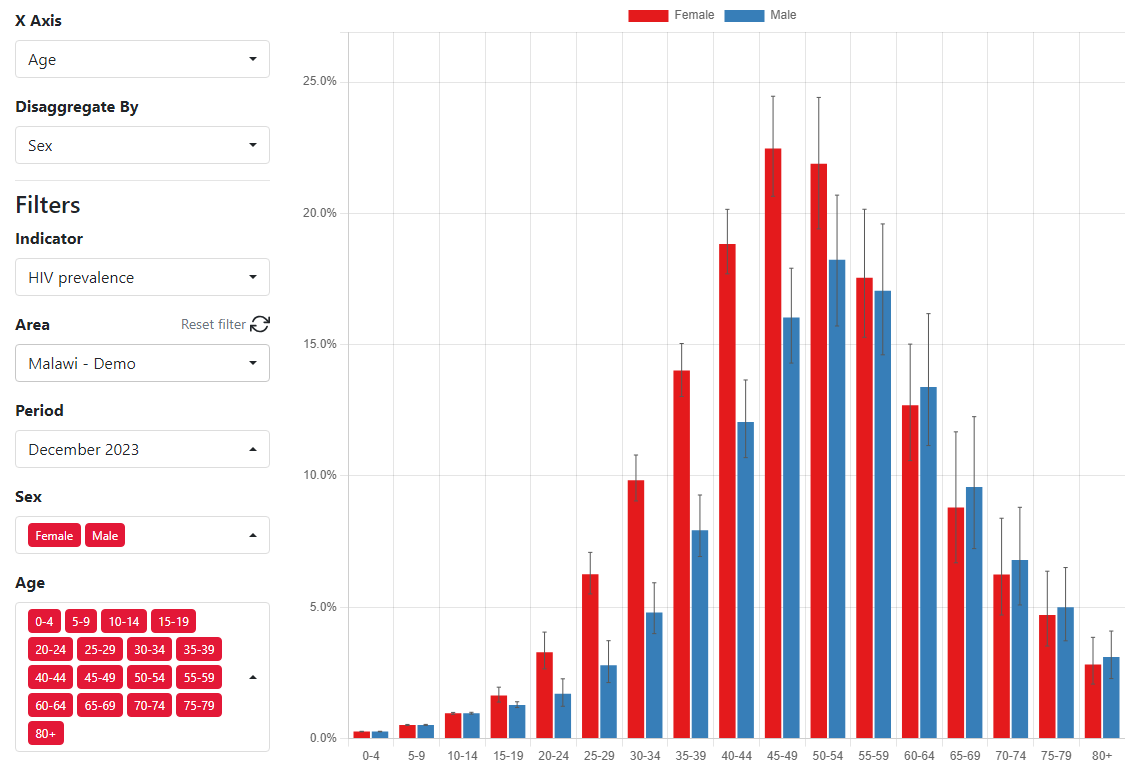 X Axis
Age
Disaggregate By
Sex
Filters
Indicator
HIV prevalence
Area Reset filter
Malawi - Demo
Period
December 2023
Sex
Female Male
Age
0-4 5-9 10-14 15-19
20-24 25-29 30-34 35-39
40-44 45-49 50-54 55-59
60-64 65-69 70-74 75-79
80+
Female Male
25.0%
20.0%
15.0%
10.0%
5.0%
0.0%
0-4 5-9 10-14 15-19 20-24 25-29 30-34 35-39 40-44 45-49 50-54 55-59 60-64 65-69 70-74 75-79 80+